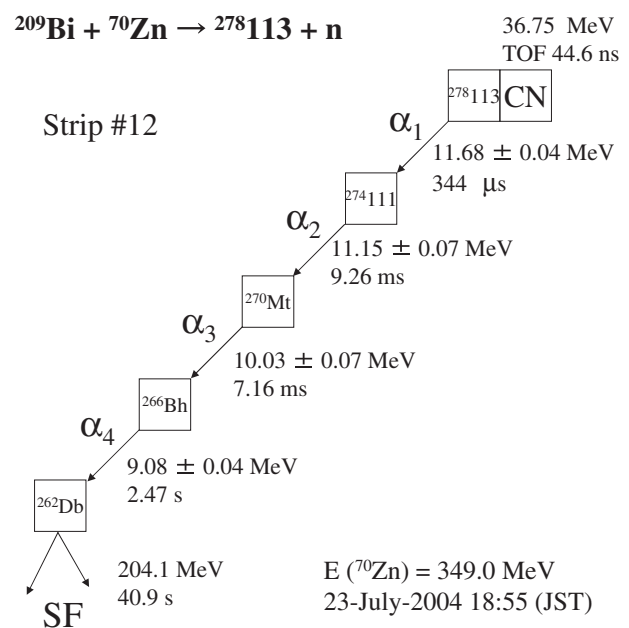 ²⁰⁹Bi + ⁷⁰Zn → ²⁷⁸113 + n
36.75 MeV
TOF 44.6 ns
²⁷⁸113 CN
Strip #12
α₁
11.68 ± 0.04 MeV
344 μs
²⁷⁴111
α₂
11.15 ± 0.07 MeV
9.26 ms
²⁷⁰Mt
α₃
10.03 ± 0.07 MeV
7.16 ms
²⁶⁶Bh
α₄
9.08 ± 0.04 MeV
2.47 s
²⁶²Db
204.1 MeV
40.9 s
SF
E (⁷⁰Zn) = 349.0 MeV
23-July-2004 18:55 (JST)